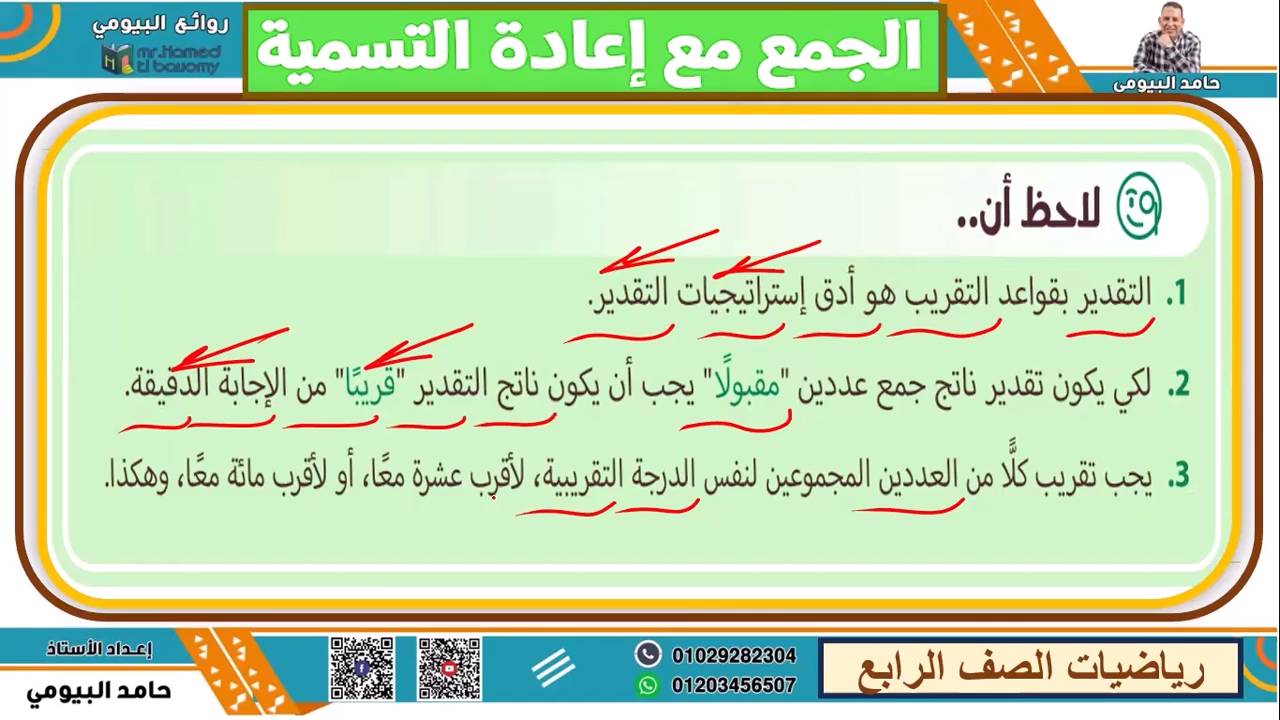 روائع البيومي
mr.Hamed
El bauomy
الجمع مع إعادة التسمية
حامد البيومى
لاحظ أن..
1. التقدير بقواعد التقريب هو أدق إستراتيجيات التقدير.
2. لكي يكون تقدير ناتج جمع عددين "مقبولًا" يجب أن يكون ناتج التقدير "قريبًا" من الإجابة الدقيقة.
3. يجب تقريب كلًّا من العددين المجموعين لنفس الدرجة التقريبية، لأقرب عشرة معًا، أو لأقرب مائة معًا، وهكذا.
إعداد الأستاذ
حامد البيومي
01029282304
01203456507
رياضيات الصف الرابع